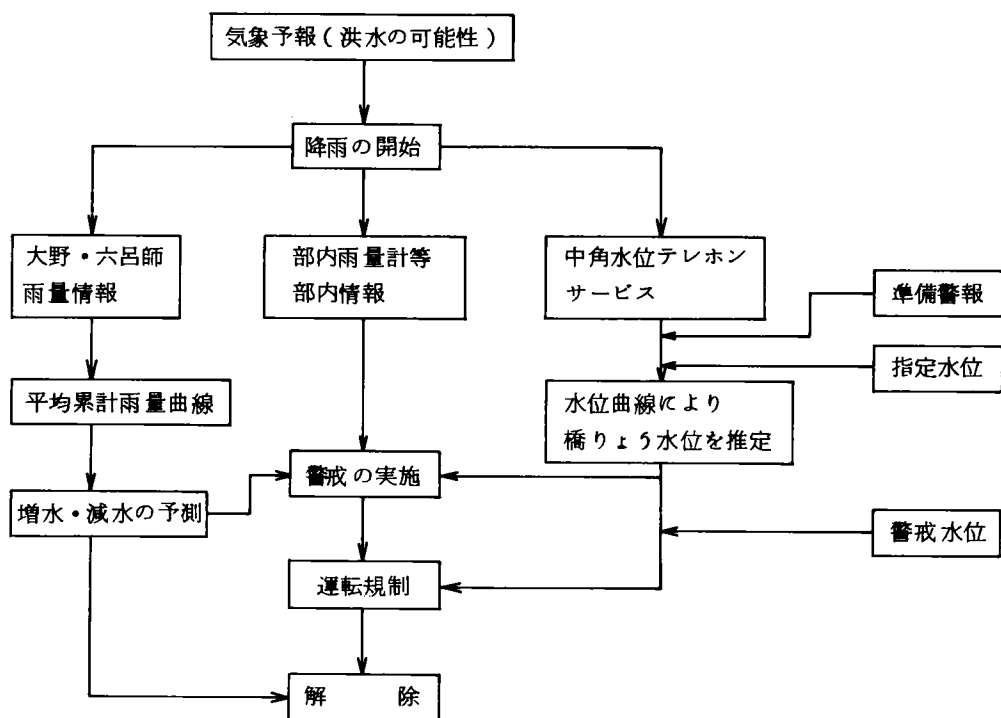 気象予報(洪水の可能性)
降雨の開始
大野・六呂師
雨量情報
部内雨量計等
部内情報
中角水位テレホン
サービス
準備警報
指定水位
平均累計雨量曲線
水位曲線により
橋りょう水位を推定
警戒の実施
増水・減水の予測
警戒水位
運転規制
解 除